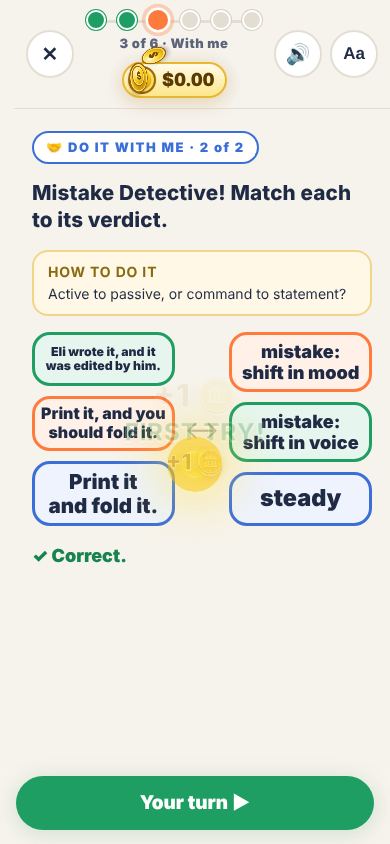 3 of 6 · With me
$0.00
Aa
DO IT WITH ME · 2 of 2
Mistake Detective! Match each
to its verdict.
HOW TO DO IT
Active to passive, or command to statement?
Eli wrote it, and it
was edited by him.
mistake:
shift in mood
Print it, and you
should fold it.
mistake:
shift in voice
Print it
and fold it.
steady
+1
FIRST TRY!
+1
✓ Correct.
Your turn ▶